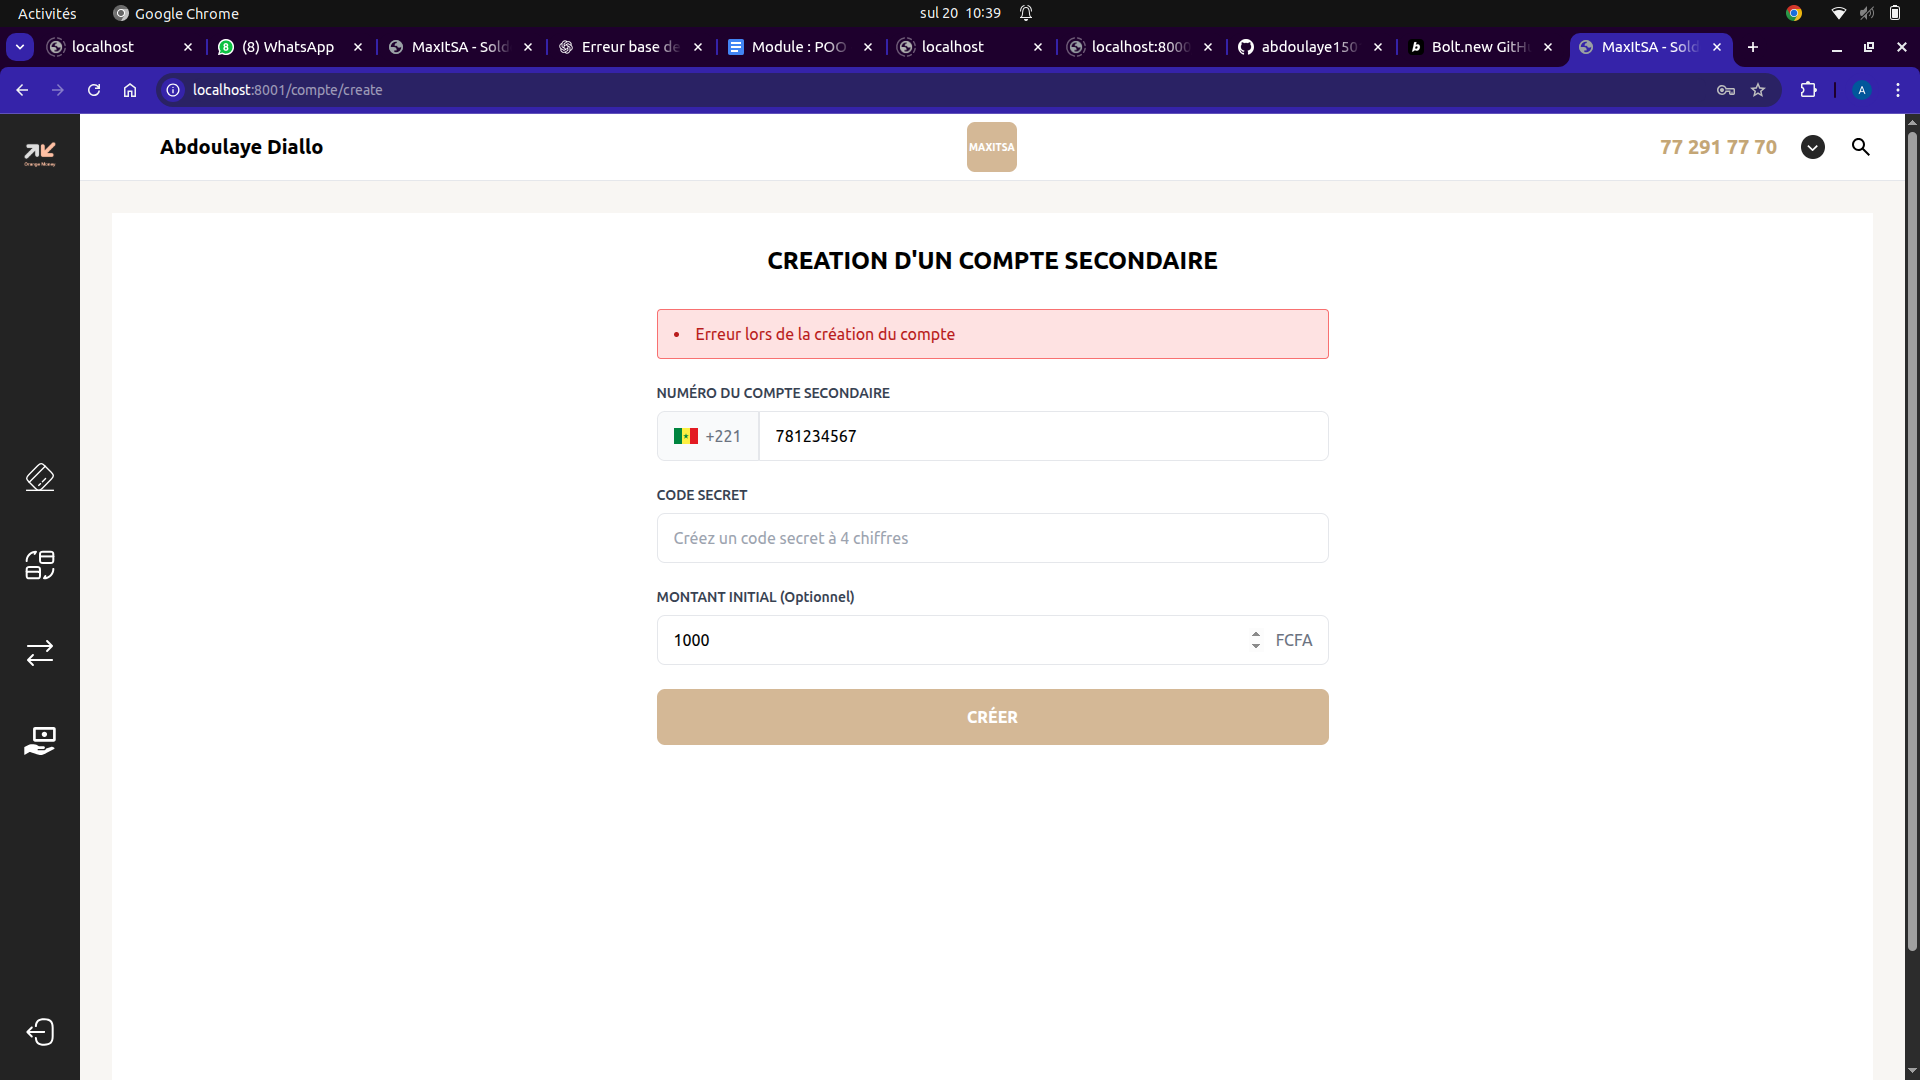 Activités Google Chrome sul 20 10:39
localhost (8) WhatsApp MaxItSA - Sold Erreur base de Module : POO localhost localhost:8000 abdoulaye150 Bolt.new GitH MaxItSA - Sold
localhost:8001/compte/create A
Orange Money
Abdoulaye Diallo
MAXITSA
77 291 77 70
CREATION D'UN COMPTE SECONDAIRE
• Erreur lors de la création du compte
NUMÉRO DU COMPTE SECONDAIRE
+221 781234567
CODE SECRET
Créez un code secret à 4 chiffres
MONTANT INITIAL (Optionnel)
1000 FCFA
CRÉER